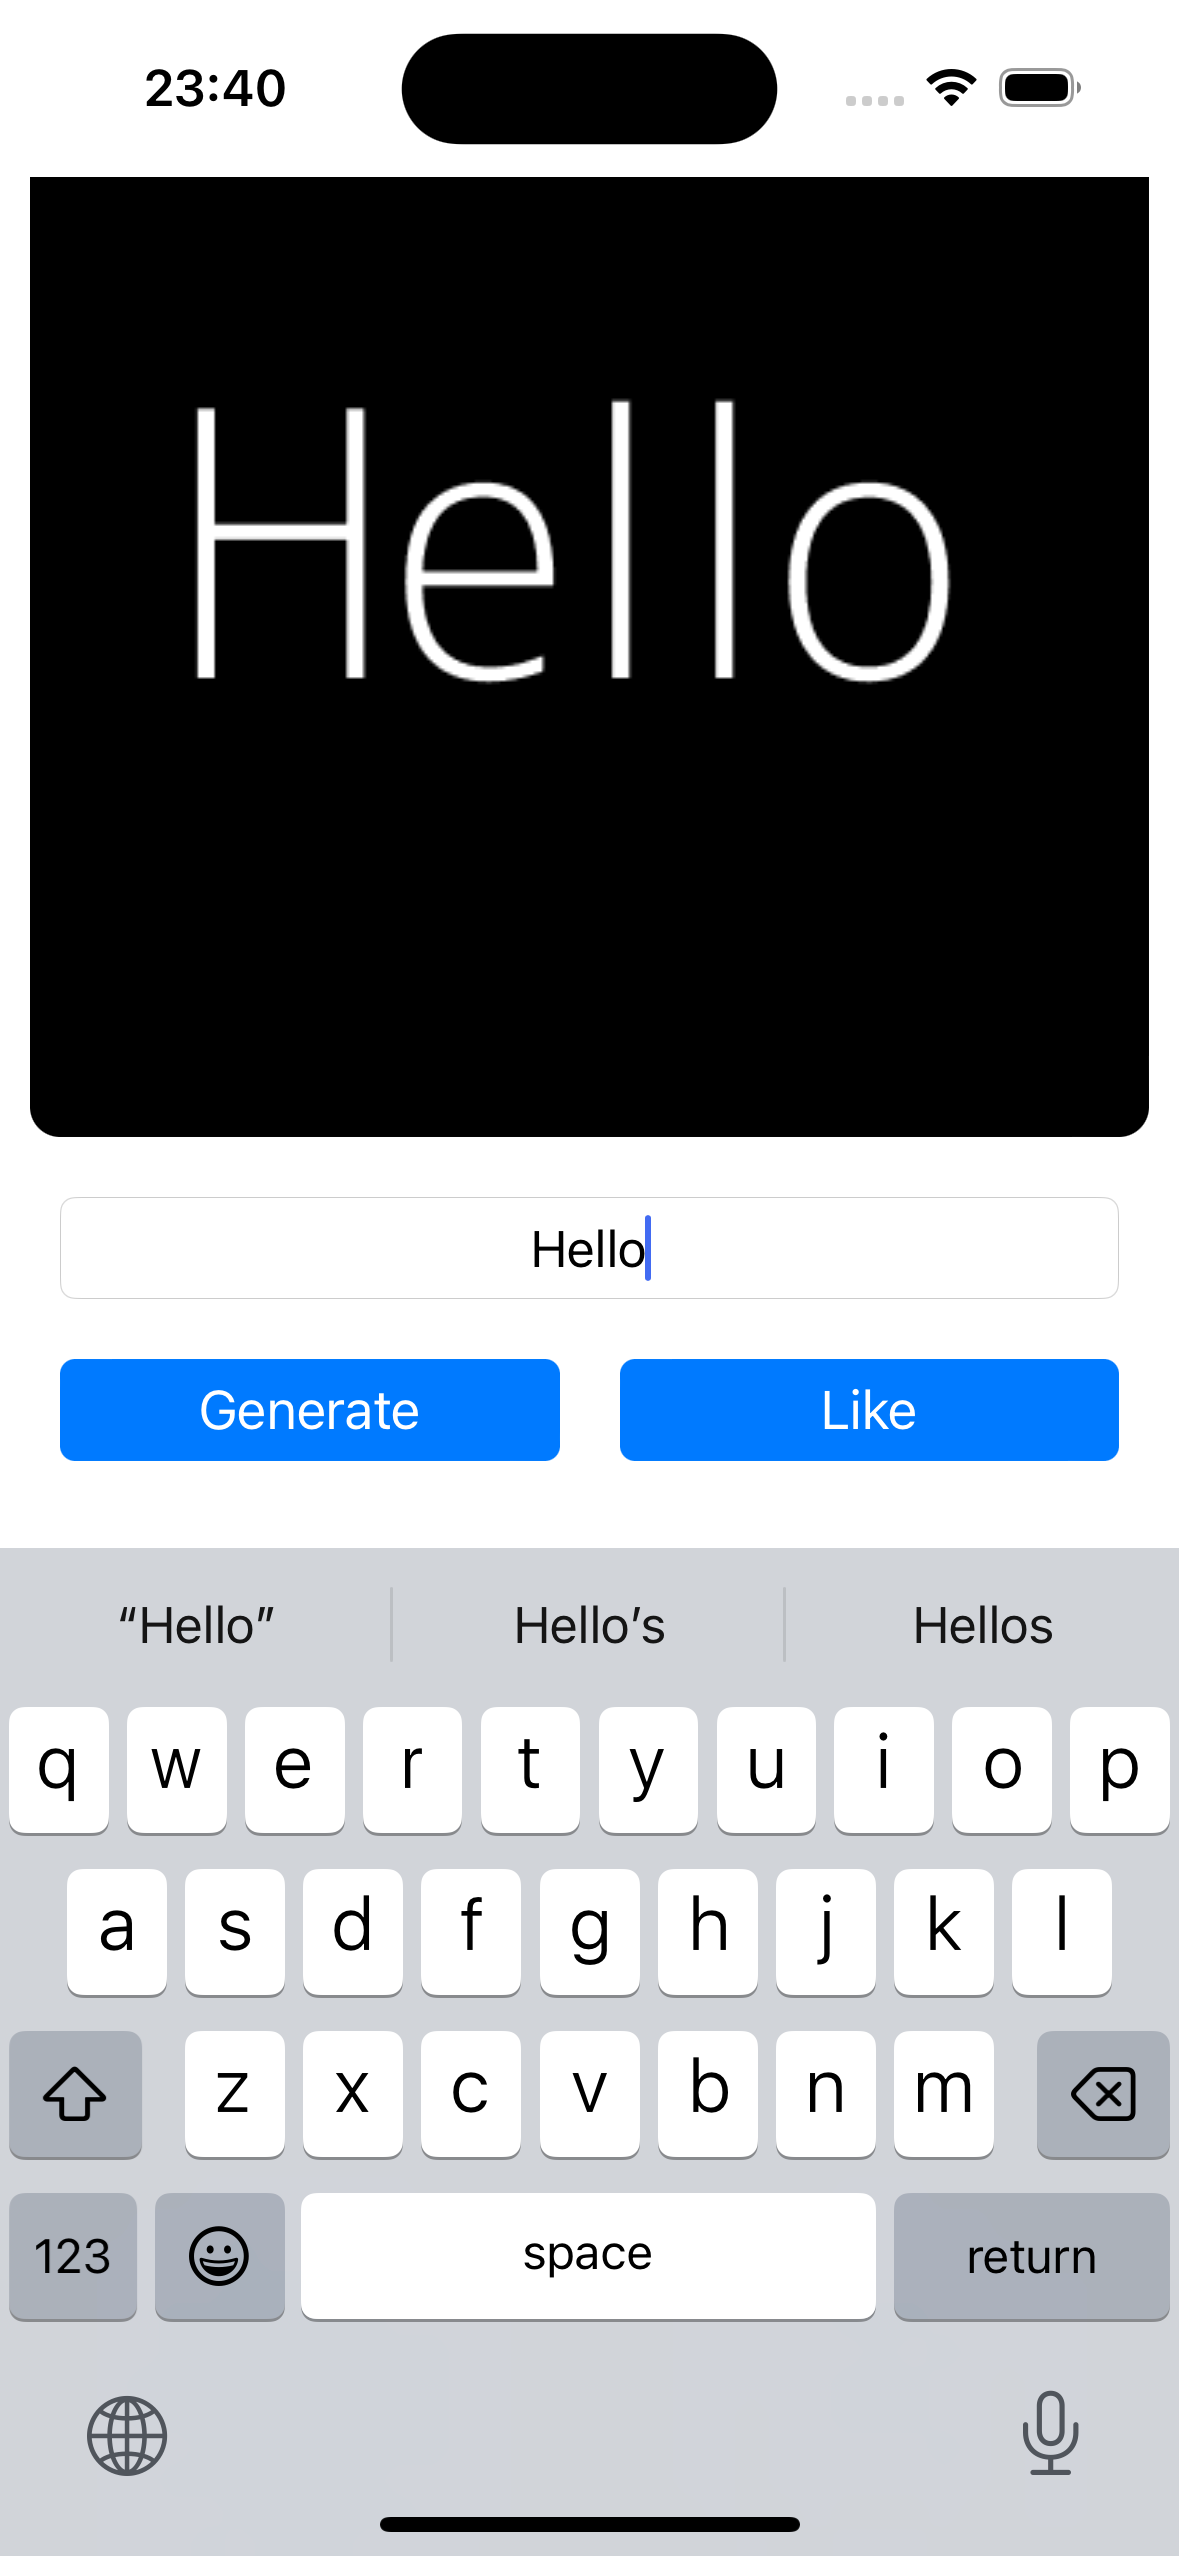 23:40
Hello
Hello
Generate Like
“Hello” Hello’s Hellos
q w e r t y u i o p
a s d f g h j k l
z x c v b n m
123 space return